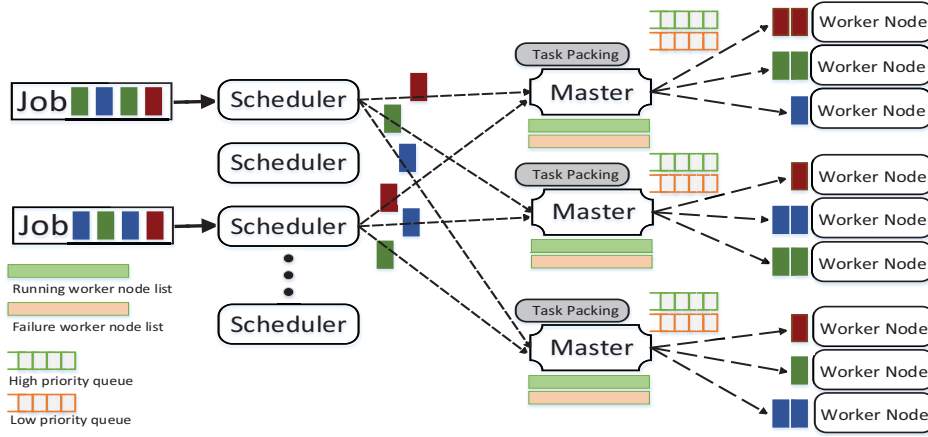 Job
Scheduler
Scheduler
Job
Scheduler
Scheduler
Running worker node list
Failure worker node list
High priority queue
Low priority queue
Task Packing
Master
Task Packing
Master
Task Packing
Master
Worker Node
Worker Node
Worker Node
Worker Node
Worker Node
Worker Node
Worker Node
Worker Node
Worker Node